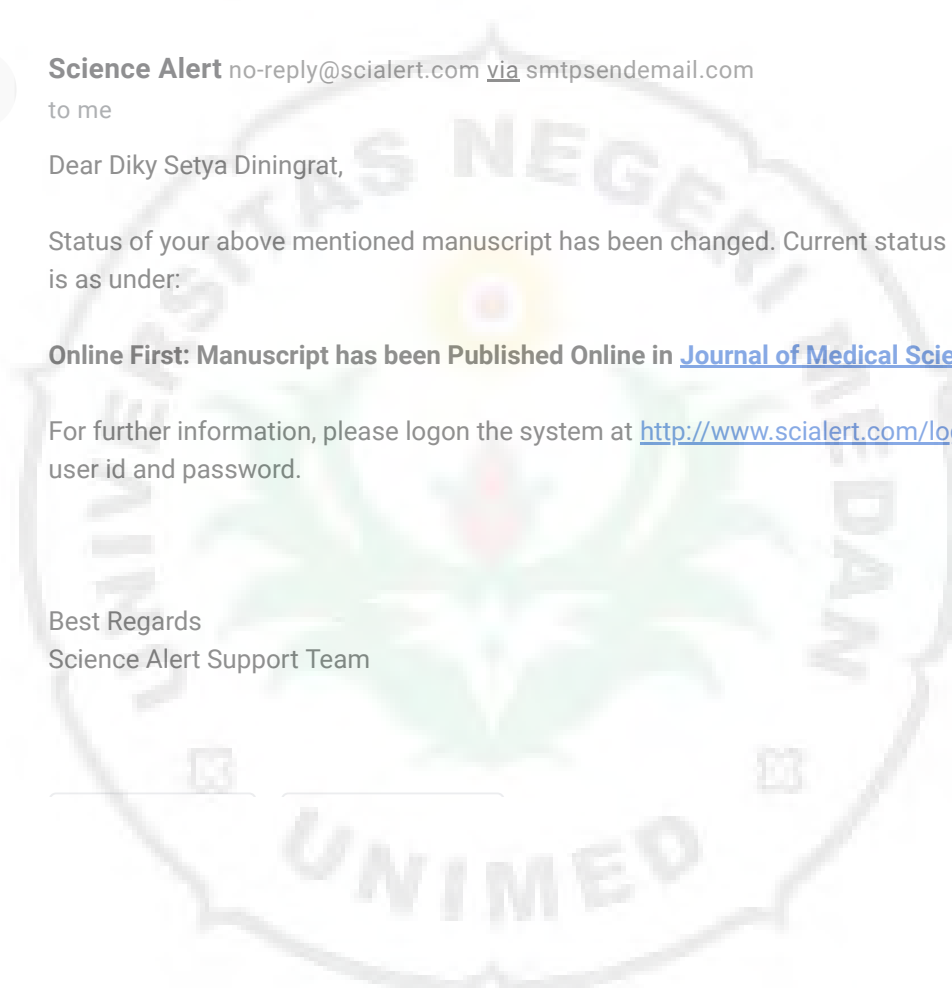 Science Alert no-reply@scialert.com via smtpsendemail.com
to me
Dear Diky Setya Diningrat,
Status of your above mentioned manuscript has been changed. Current status
is as under:
Online First: Manuscript has been Published Online in Journal of Medical Scie
For further information, please logon the system at http://www.scialert.com/lo
user id and password.
Best Regards
Science Alert Support Team
UNIVERSITAS NEGERI MEDAN
UNIMED